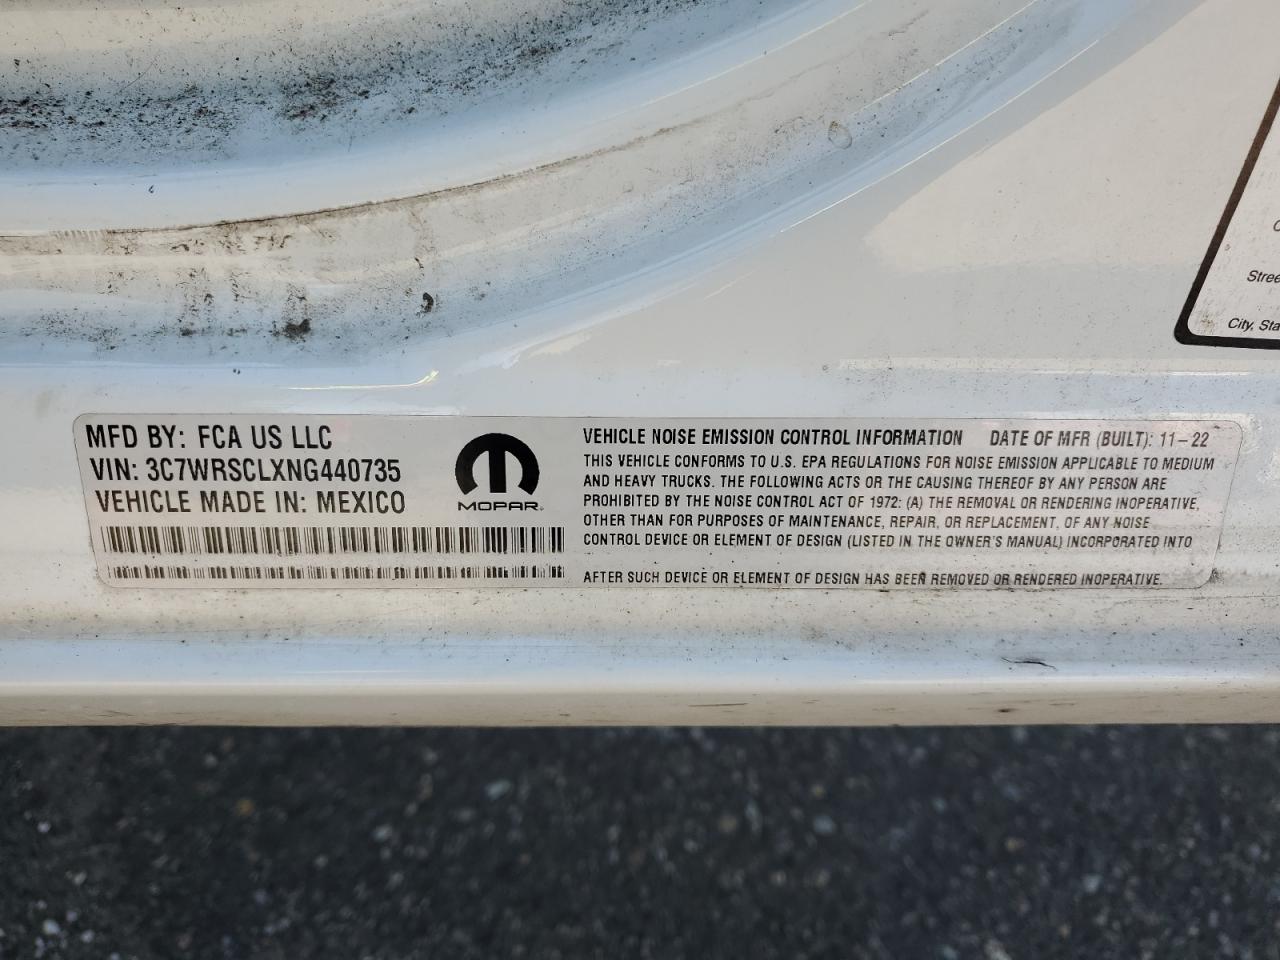 MFD BY: FCA US LLC
VIN: 3C7WRSCLXNG440735
VEHICLE MADE IN: MEXICO
MOPAR
VEHICLE NOISE EMISSION CONTROL INFORMATION DATE OF MFR (BUILT): 11-22
THIS VEHICLE CONFORMS TO U.S. EPA REGULATIONS FOR NOISE EMISSION APPLICABLE TO MEDIUM
AND HEAVY TRUCKS. THE FOLLOWING ACTS OR THE CAUSING THEREOF BY ANY PERSON ARE
PROHIBITED BY THE NOISE CONTROL ACT OF 1972: (A) THE REMOVAL OR RENDERING INOPERATIVE,
OTHER THAN FOR PURPOSES OF MAINTENANCE, REPAIR, OR REPLACEMENT, OF ANY NOISE
CONTROL DEVICE OR ELEMENT OF DESIGN (LISTED IN THE OWNER'S MANUAL) INCORPORATED INTO
AFTER SUCH DEVICE OR ELEMENT OF DESIGN HAS BEEN REMOVED OR RENDERED INOPERATIVE.
Stree
City, Sta